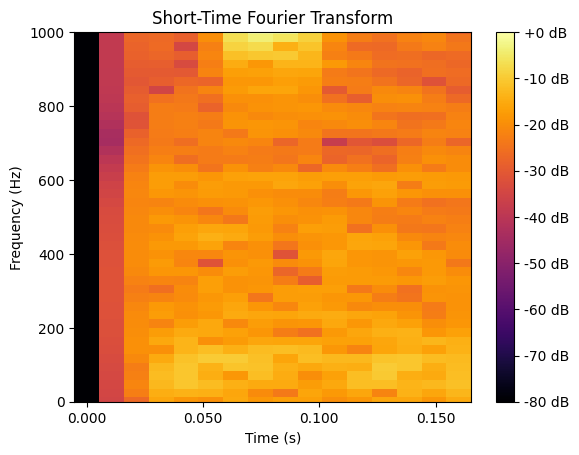 Short-Time Fourier Transform
1000
800
600
400
200
0
Frequency (Hz)
0.000
0.050
0.100
0.150
Time (s)
+0 dB
-10 dB
-20 dB
-30 dB
-40 dB
-50 dB
-60 dB
-70 dB
-80 dB